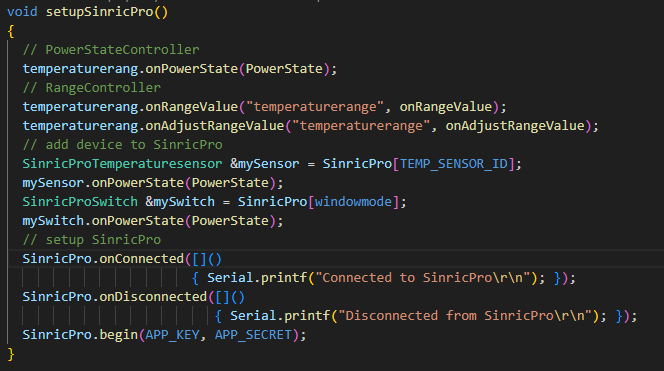 void setupSinricPro()
{
  // PowerStateController
  temperaturerang.onPowerState(PowerState);
  // RangeController
  temperaturerang.onRangeValue("temperaturerange", onRangeValue);
  temperaturerang.onAdjustRangeValue("temperaturerange", onAdjustRangeValue);
  // add device to SinricPro
  SinricProTemperaturesensor &mySensor = SinricPro[TEMP_SENSOR_ID];
  mySensor.onPowerState(PowerState);
  SinricProSwitch &mySwitch = SinricPro[windowmode];
  mySwitch.onPowerState(PowerState);
  // setup SinricPro
  SinricPro.onConnected([]()
                        { Serial.printf("Connected to SinricPro\r\n"); });
  SinricPro.onDisconnected([]()
                           { Serial.printf("Disconnected from SinricPro\r\n"); });
  SinricPro.begin(APP_KEY, APP_SECRET);
}